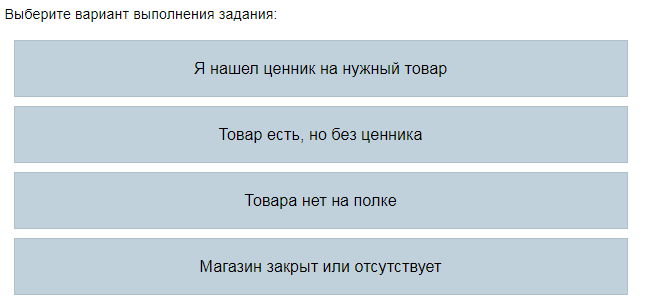 Выберите вариант выполнения задания:
Я нашел ценник на нужный товар
Товар есть, но без ценника
Товара нет на полке
Магазин закрыт или отсутствует